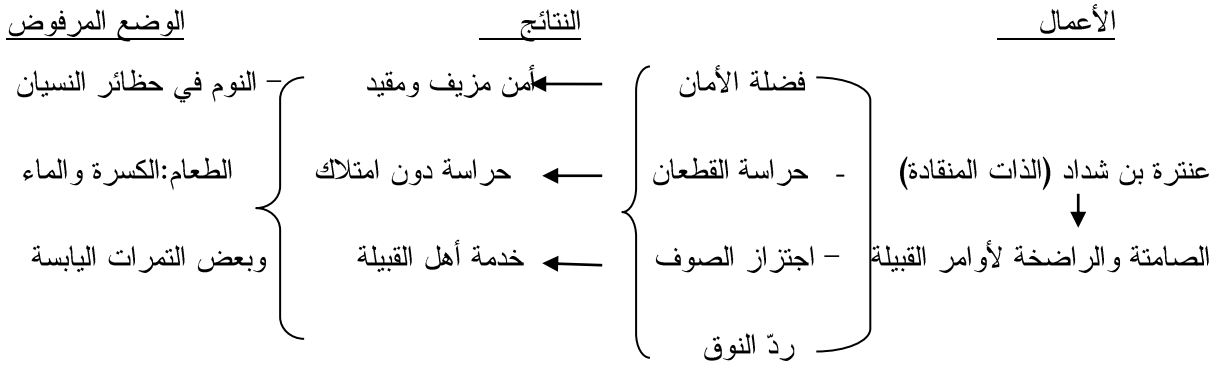 الأعمال النتائج الوضع المرفوض
فضلة الأمان أمن مزيف ومقيد – النوم في حظائر النسيان
عنترة بن شداد (الذات المنقادة) - حراسة القطعان حراسة دون امتلاك الطعام:الكسرة والماء
الصامتة والراضخة لأوامر القبيلة – اجتزاز الصوف خدمة أهل القبيلة وبعض التمرات اليابسة
ردّ النوق